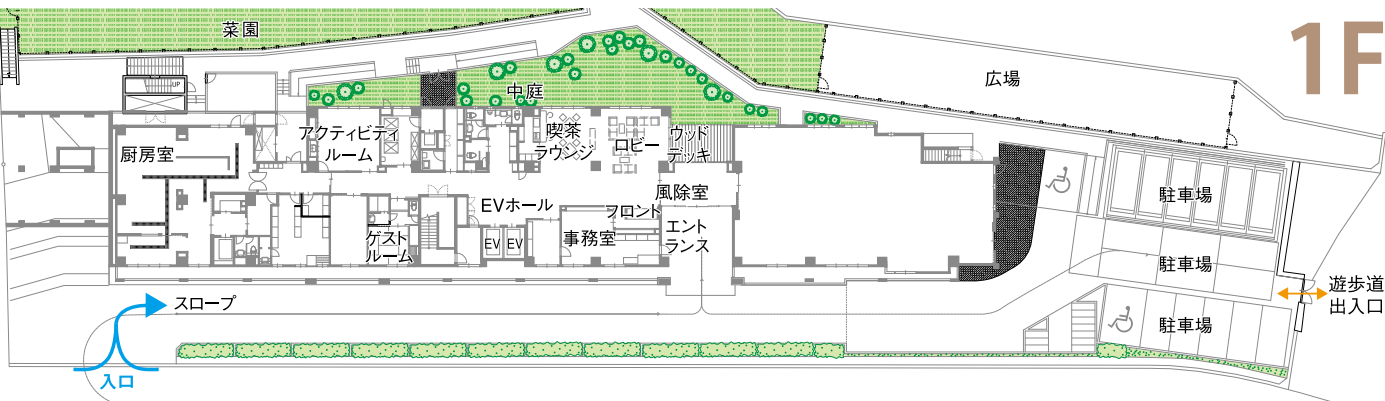 1F
菜園
広場
UP
中庭
アクティビティ
ルーム
喫茶
ラウンジ
ロビー
ウッド
デッキ
厨房室
風除室
駐車場
EVホール
フロント
エント
ランス
ゲスト
ルーム
EV
EV
事務室
駐車場
遊歩道
出入口
スロープ
駐車場
入口